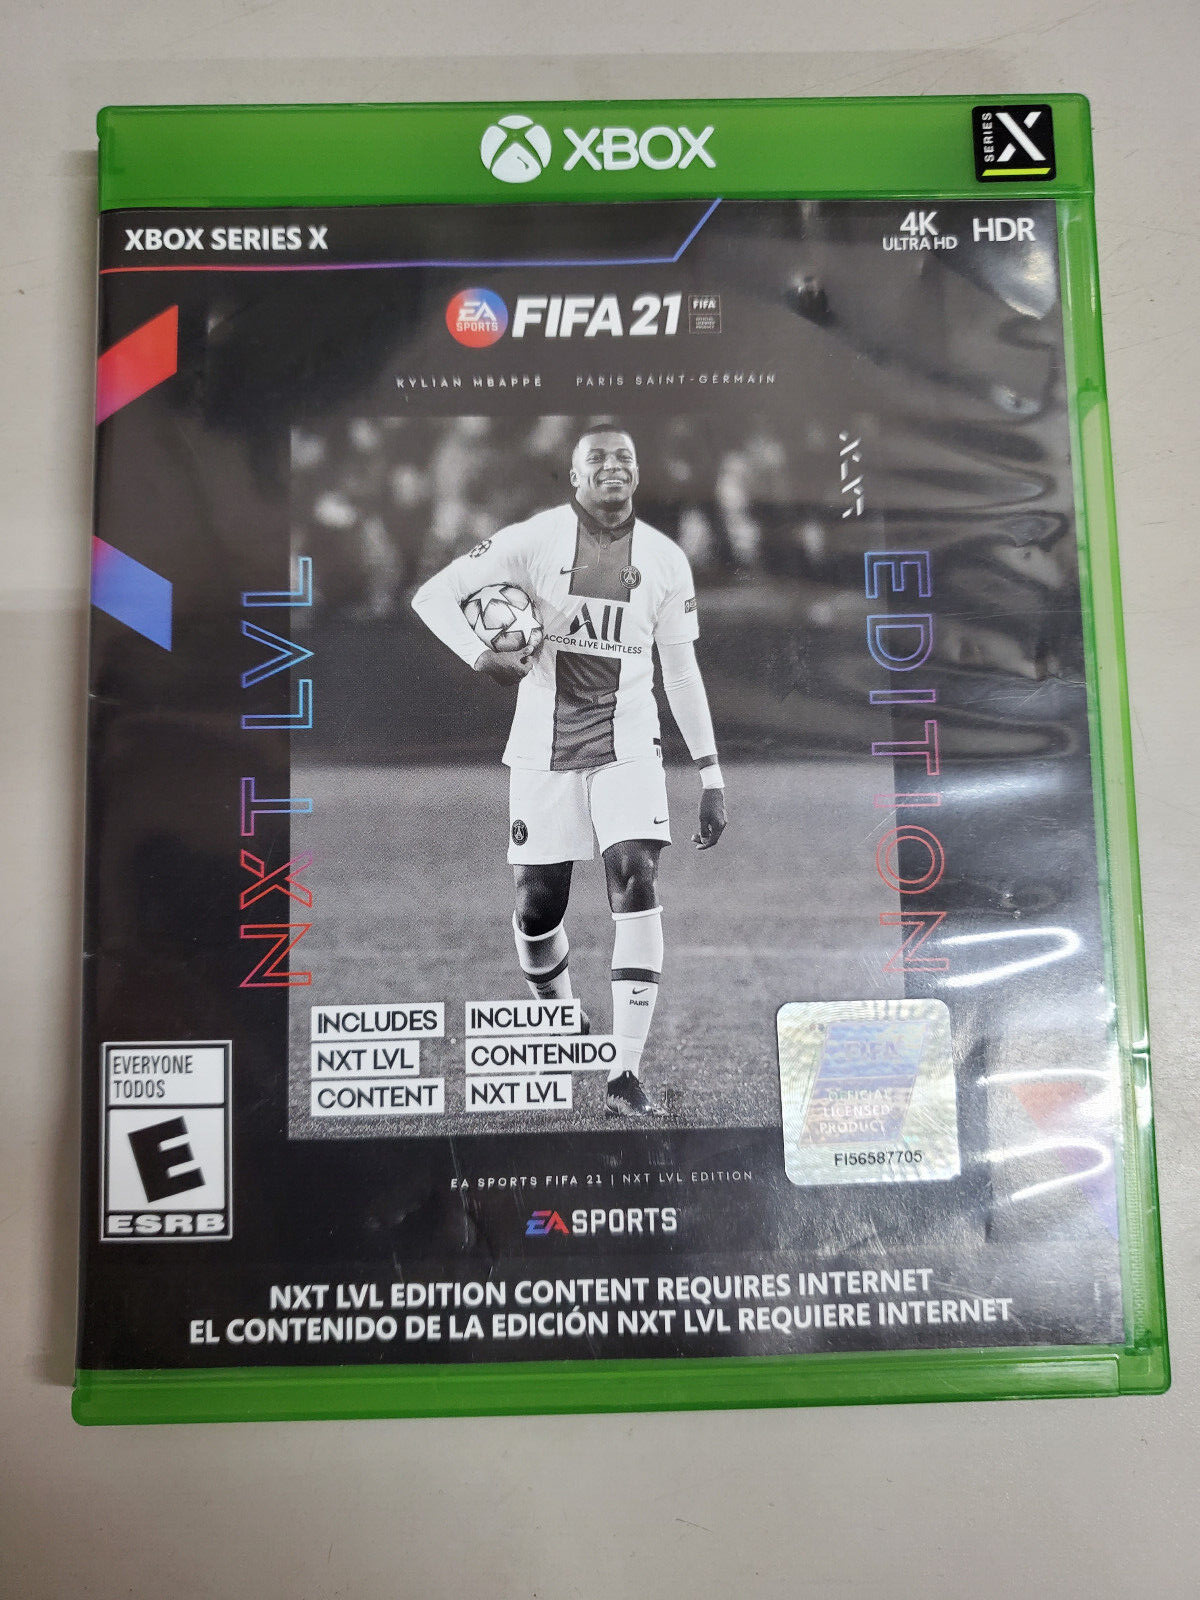 XBOX
SERIES X
XBOX SERIES X
4K
ULTRA HD
HDR
EA
SPORTS
FIFA 21
FIFA
KYLIAN MBAPPÉ PARIS SAINT-GERMAIN
NXT LVL
EDITION
ALL
ACCOR LIVE LIMITLESS
PARIS
INCLUDES
NXT LVL
CONTENT
INCLUYE
CONTENIDO
NXT LVL
EVERYONE
TODOS
E
ESRB
FIFA
OFFICIAL
LICENSED
PRODUCT
FI56587705
EA SPORTS FIFA 21 | NXT LVL EDITION
EA SPORTS
NXT LVL EDITION CONTENT REQUIRES INTERNET
EL CONTENIDO DE LA EDICIÓN NXT LVL REQUIERE INTERNET